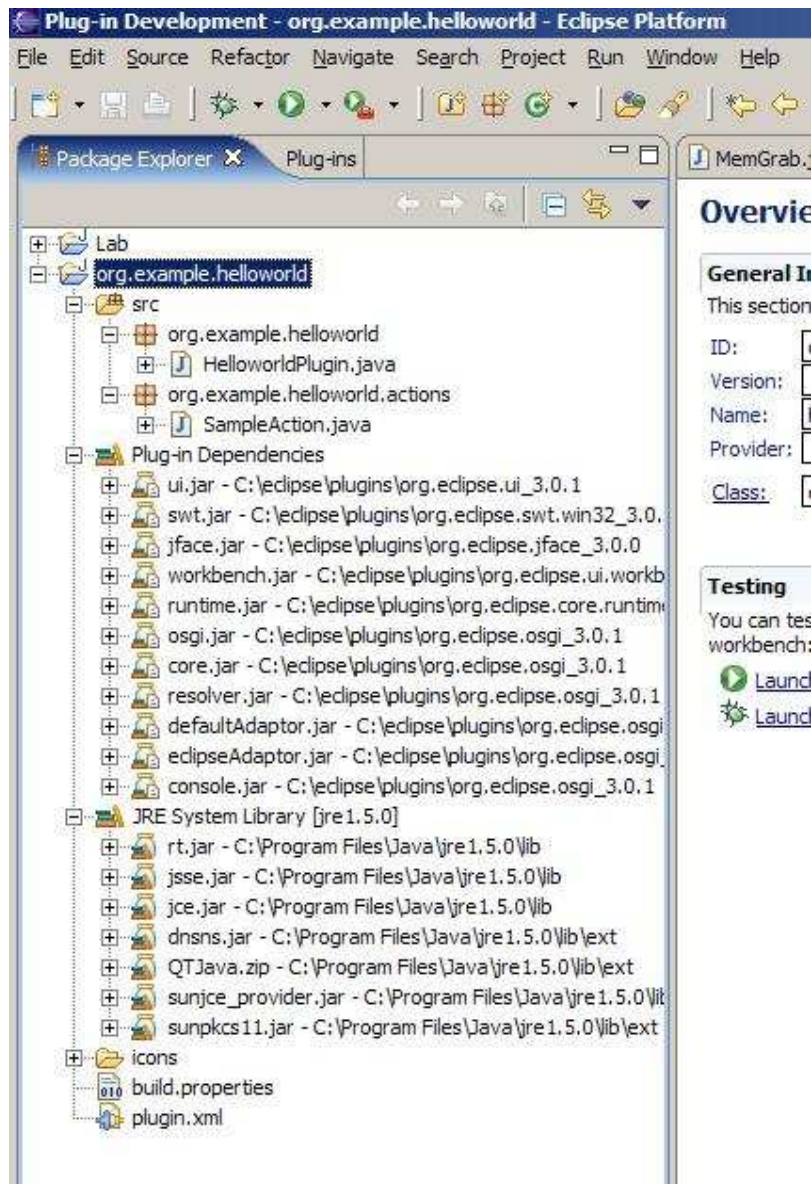 Plug-in Development - org.example.helloworld - Eclipse Platform
File Edit Source Refactor Navigate Search Project Run Window Help
Package Explorer Plug-ins
MemGrab.j
Overvie
Lab
org.example.helloworld
src
org.example.helloworld
HelloworldPlugin.java
org.example.helloworld.actions
SampleAction.java
Plug-in Dependencies
ui.jar - C:\eclipse\plugins\org.eclipse.ui_3.0.1
swt.jar - C:\eclipse\plugins\org.eclipse.swt.win32_3.0.
jface.jar - C:\eclipse\plugins\org.eclipse.jface_3.0.0
workbench.jar - C:\eclipse\plugins\org.eclipse.ui.workb
runtime.jar - C:\eclipse\plugins\org.eclipse.core.runtim
osgi.jar - C:\eclipse\plugins\org.eclipse.osgi_3.0.1
core.jar - C:\eclipse\plugins\org.eclipse.osgi_3.0.1
resolver.jar - C:\eclipse\plugins\org.eclipse.osgi_3.0.1
defaultAdaptor.jar - C:\eclipse\plugins\org.eclipse.osgi
eclipseAdaptor.jar - C:\eclipse\plugins\org.eclipse.osgi_
console.jar - C:\eclipse\plugins\org.eclipse.osgi_3.0.1
JRE System Library [jre1.5.0]
rt.jar - C:\Program Files\Java\jre1.5.0\lib
jsse.jar - C:\Program Files\Java\jre1.5.0\lib
jce.jar - C:\Program Files\Java\jre1.5.0\lib
dnsns.jar - C:\Program Files\Java\jre1.5.0\lib\ext
QTJava.zip - C:\Program Files\Java\jre1.5.0\lib\ext
sunjce_provider.jar - C:\Program Files\Java\jre1.5.0\lib
sunpkcs11.jar - C:\Program Files\Java\jre1.5.0\lib\ext
icons
build.properties
plugin.xml
General In
This section
ID:
Version:
Name:
Provider:
Class:
Testing
You can tes
workbench:
Launch
Launch